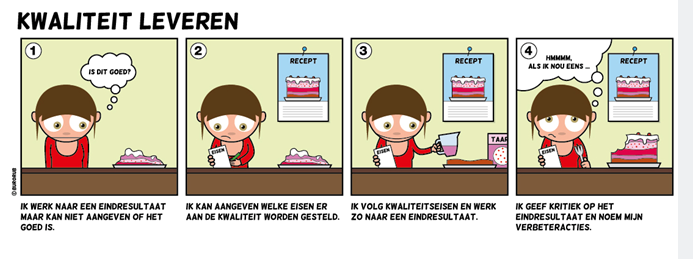 KWALITEIT LEVEREN
1
IS DIT GOED?
IK WERK NAAR EEN EINDRESULTAAT
MAAR KAN NIET AANGEVEN OF HET
GOED IS.
2
RECEPT
EISEN
IK KAN AANGEVEN WELKE EISEN ER
AAN DE KWALITEIT WORDEN GESTELD.
3
RECEPT
EISEN
TAAR
IK VOLG KWALITEITSEISEN EN WERK
ZO NAAR EEN EINDRESULTAAT.
4
HMMMM,
ALS IK NOU EENS ...
RECEPT
EISEN
IK GEEF KRITIEK OP HET
EINDRESULTAAT EN NOEM MIJN
VERBETERACTIES.